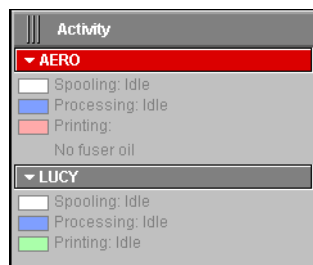 Activity
AERO
Spooling: Idle
Processing: Idle
Printing:
No fuser oil
LUCY
Spooling: Idle
Processing: Idle
Printing: Idle